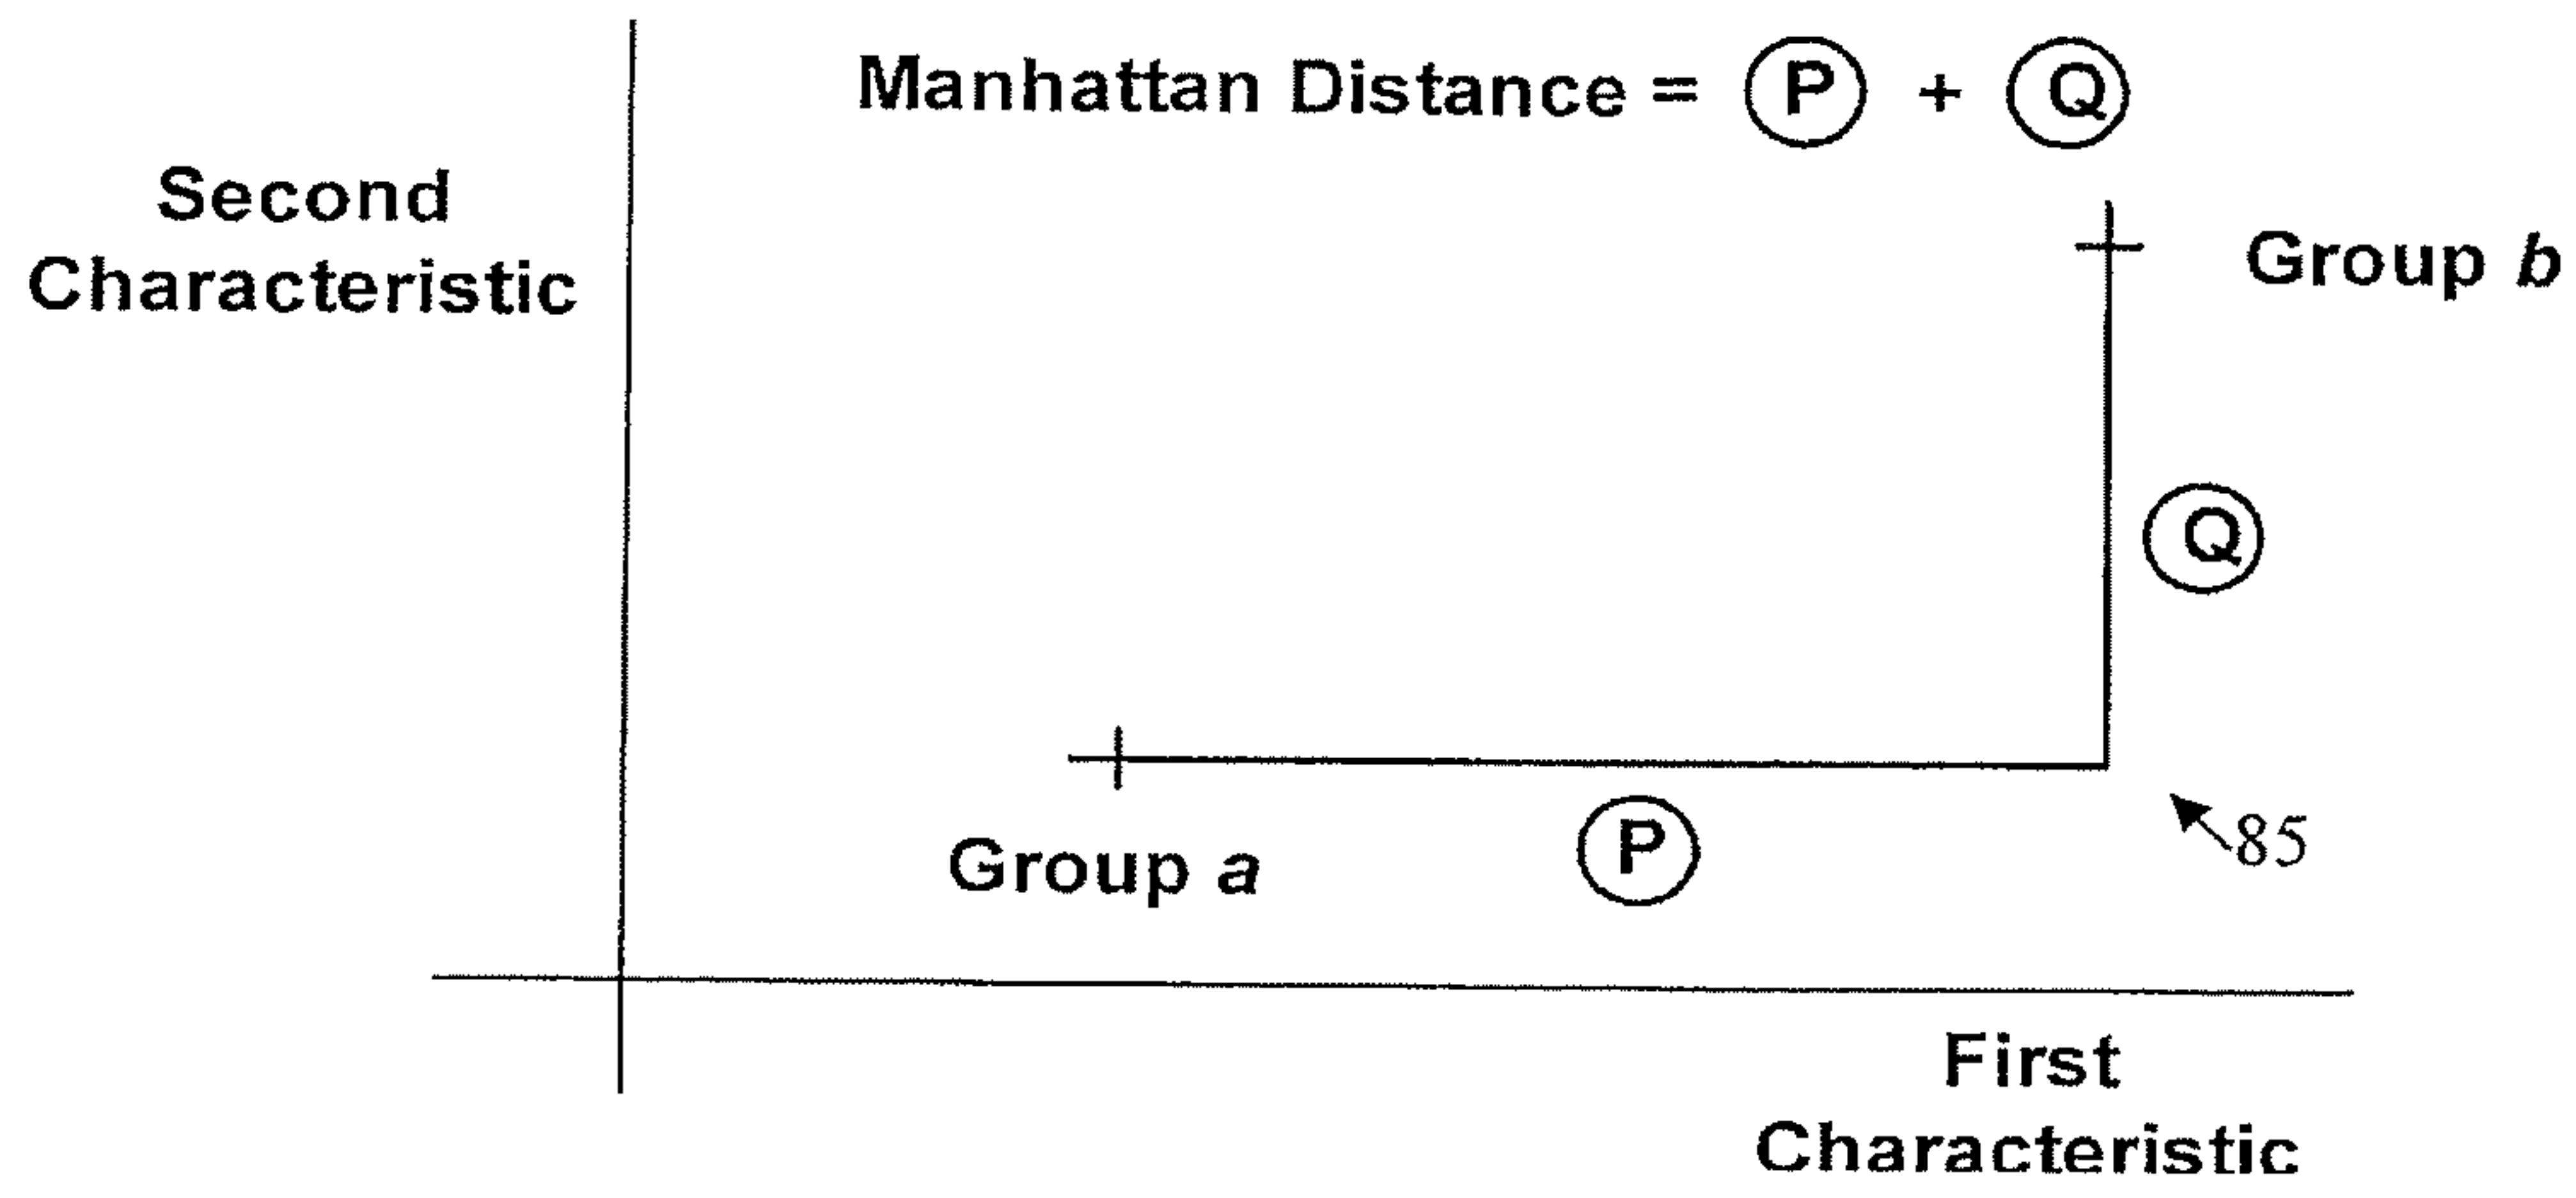 Manhattan Distance = P + Q
Second
Characteristic
Group b
Q
Group a
P
85
First
Characteristic